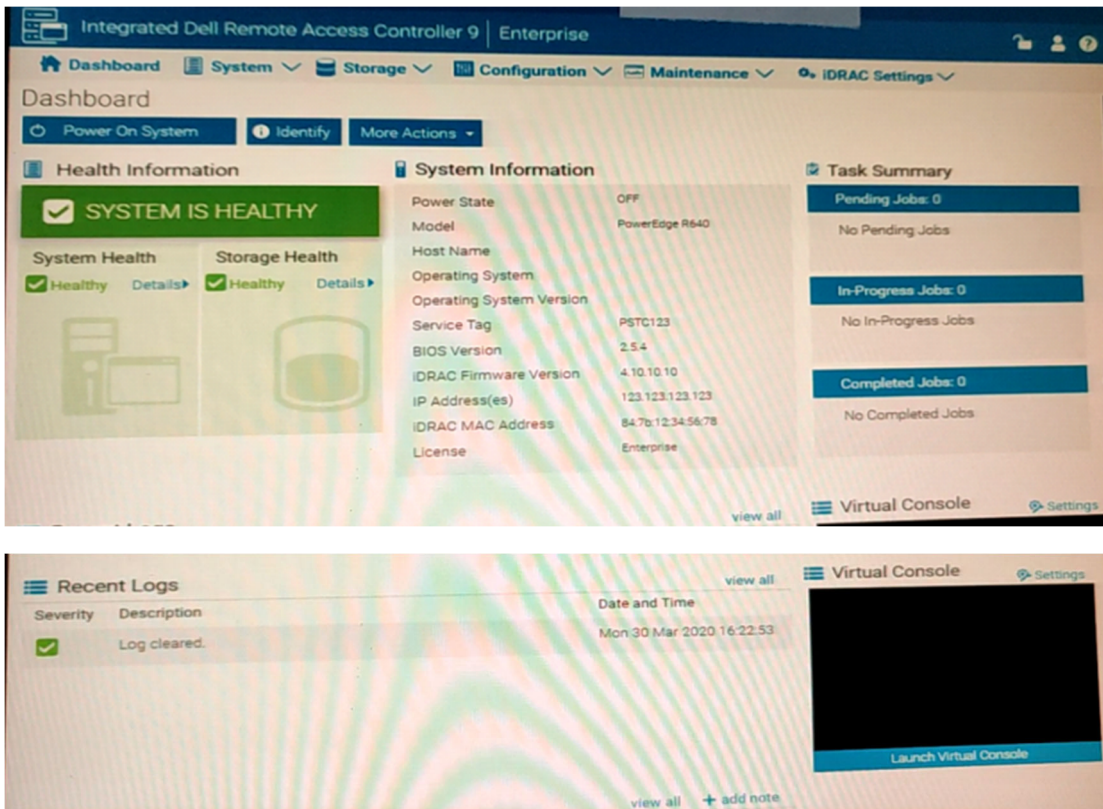 Integrated Dell Remote Access Controller 9 | Enterprise
Dashboard System Storage Configuration Maintenance iDRAC Settings
Dashboard
Power On System Identify More Actions
Health Information
SYSTEM IS HEALTHY
System Health Storage Health
Healthy Details Healthy Details
System Information
Power State OFF
Model PowerEdge R640
Host Name
Operating System
Operating System Version
Service Tag PSTC123
BIOS Version 2.5.4
iDRAC Firmware Version 4.10.10.10
IP Address(es) 123.123.123.123
iDRAC MAC Address 84:7b:12:34:56:78
License Enterprise
Task Summary
Pending Jobs: 0
No Pending Jobs
In-Progress Jobs: 0
No In-Progress Jobs
Completed Jobs: 0
No Completed Jobs
view all
Virtual Console Settings
Recent Logs view all
Severity Description Date and Time
Log cleared. Mon 30 Mar 2020 16:22:53
Virtual Console Settings
Launch Virtual Console
view all + add note